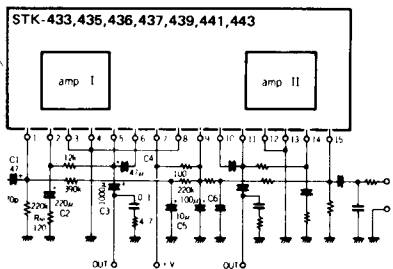 STK-433,435,436,437,439,441,443
amp I
amp II
1 2 3 4 5 6 7 8 9 10 11 12 13 14 15
C1
47
12k
47μ
C4
100
390k
220k
1000μ
0.1
100μ
C6
220k
220μ
C2
C3
4.7
10μ
C5
120
OUT
+V
OUT